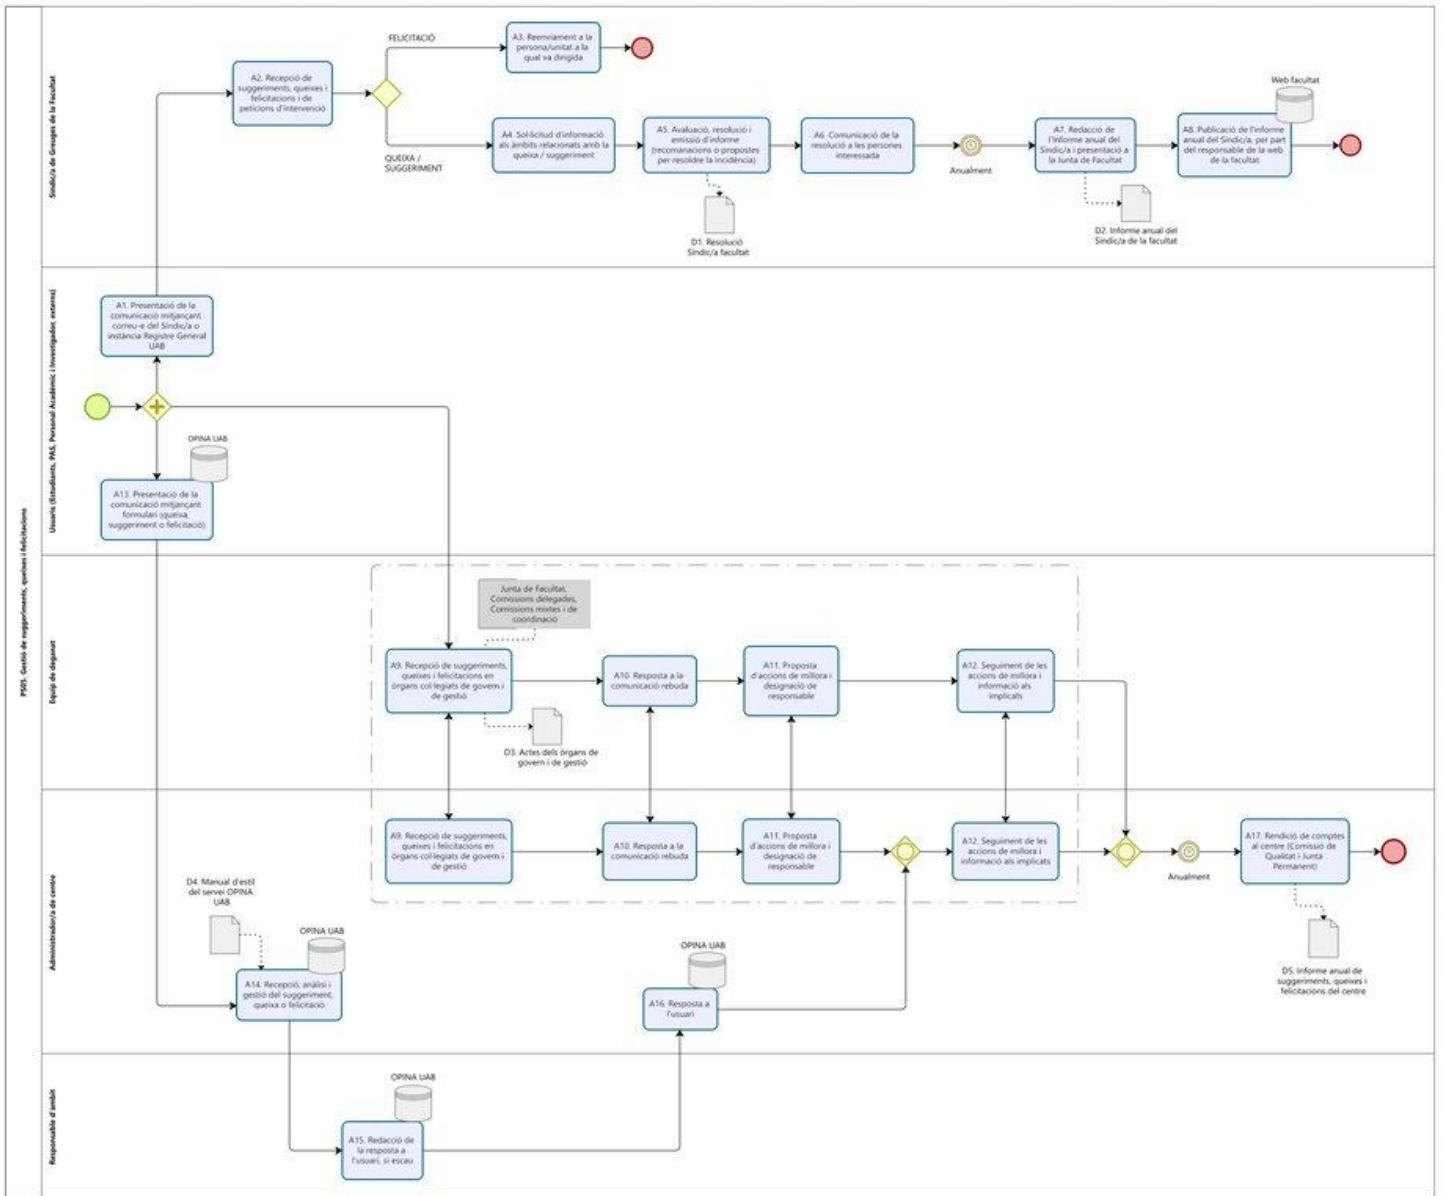 PS05. Gestió de suggeriments, queixes i felicitacions
Síndic/a de Greuges de la Facultat
A2. Recepció de
suggeriments, queixes i
felicitacions i de
peticions d'intervenció
FELICITACIÓ
A3. Reenviament a la
persona/unitat a la
qual va dirigida
QUEIXA /
SUGGERIMENT
A4. Sol·licitud d'informació
als àmbits relacionats amb la
queixa / suggeriment
A5. Avaluació, resolució i
emissió d'informe
(recomanacions o propostes
per resoldre la incidència)
D1. Resolució
Síndic/a facultat
A6. Comunicació de la
resolució a les persones
interessada
Anualment
A7. Redacció de
l'Informe anual del
Síndic/a i presentació a
la Junta de Facultat
D2. Informe anual del
Síndic/a de la facultat
Web facultat
A8. Publicació de l'informe
anual del Síndic/a, per part
del responsable de la web
de la facultat
Usuaris (Estudiants, PAS, Personal Acadèmic i Investigador, externs)
A1. Presentació de la
comunicació mitjançant
correu-e del Síndic/a o
instància Registre General
UAB
OPINA UAB
A13. Presentació de la
comunicació mitjançant
formulari (queixa,
suggeriment o felicitació)
Equip de deganat
Junta de Facultat,
Comissions delegades,
Comissions mixtes i de
coordinació
A9. Recepció de suggeriments,
queixes i felicitacions en
òrgans col·legiats de govern i
de gestió
D3. Actes dels òrgans de
govern i de gestió
A10. Resposta a la
comunicació rebuda
A11. Proposta
d'accions de millora i
designació de
responsable
A12. Seguiment de les
accions de millora i
informació als
implicats
Administrador/a de centre
A9. Recepció de suggeriments,
queixes i felicitacions en
òrgans col·legiats de govern i
de gestió
A10. Resposta a la
comunicació rebuda
A11. Proposta
d'accions de millora i
designació de
responsable
A12. Seguiment de les
accions de millora i
informació als implicats
Anualment
A17. Rendició de comptes
al centre (Comissió de
Qualitat i Junta
Permanent)
D5. Informe anual de
suggeriments, queixes i
felicitacions del centre
D4. Manual d'estil
del servei OPINA
UAB
OPINA UAB
A14. Recepció, anàlisi i
gestió del suggeriment,
queixa o felicitació
OPINA UAB
A16. Resposta a
l'usuari
Responsable d'àmbit
OPINA UAB
A15. Redacció de
la resposta a
l'usuari, si escau